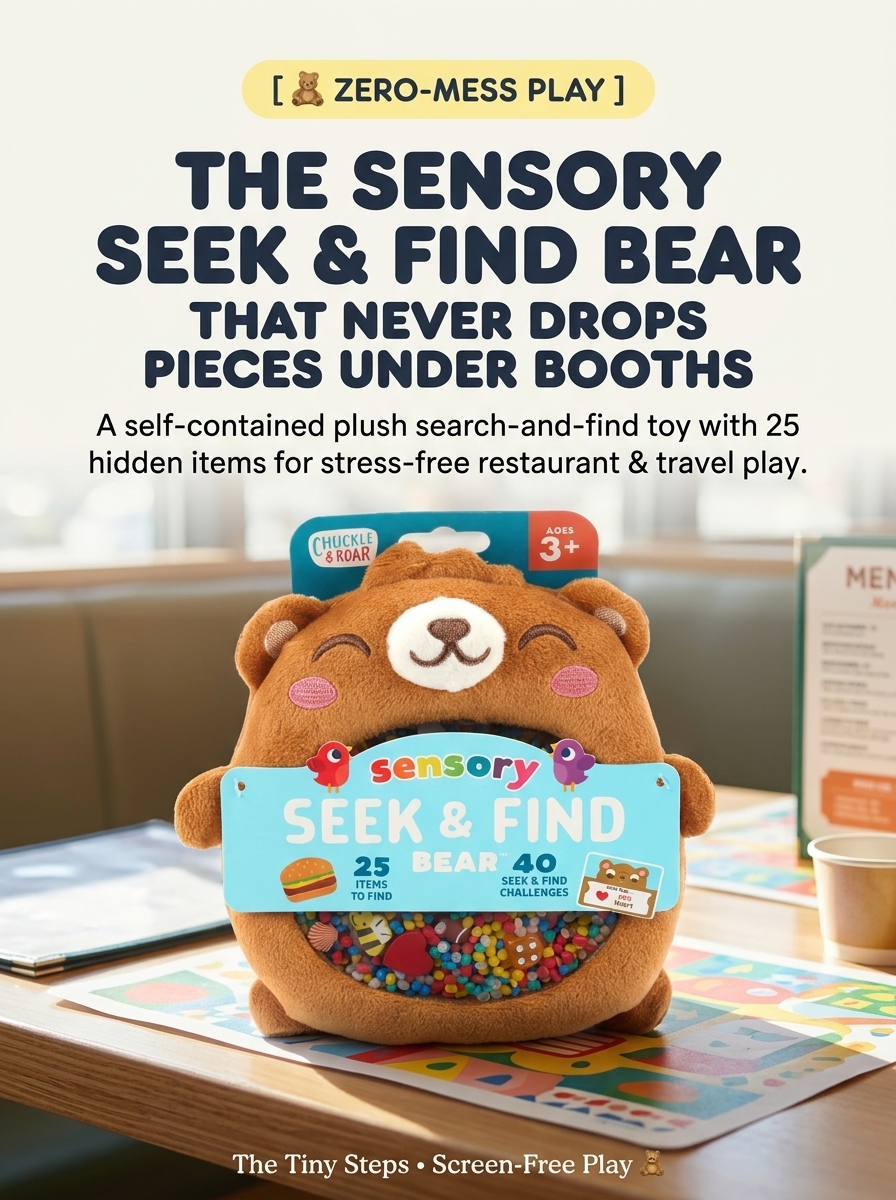 [🧸 ZERO-MESS PLAY ]
THE SENSORY
SEEK & FIND BEAR
THAT NEVER DROPS
PIECES UNDER BOOTHS
A self-contained plush search-and-find toy with 25
hidden items for stress-free restaurant & travel play.
CHUCKLE
& ROAR
AGES
3+
MEN
sensory
SEEK & FIND
BEAR™
25
ITEMS
TO FIND
40
SEEK & FIND
CHALLENGES
The Tiny Steps • Screen-Free Play 🧸